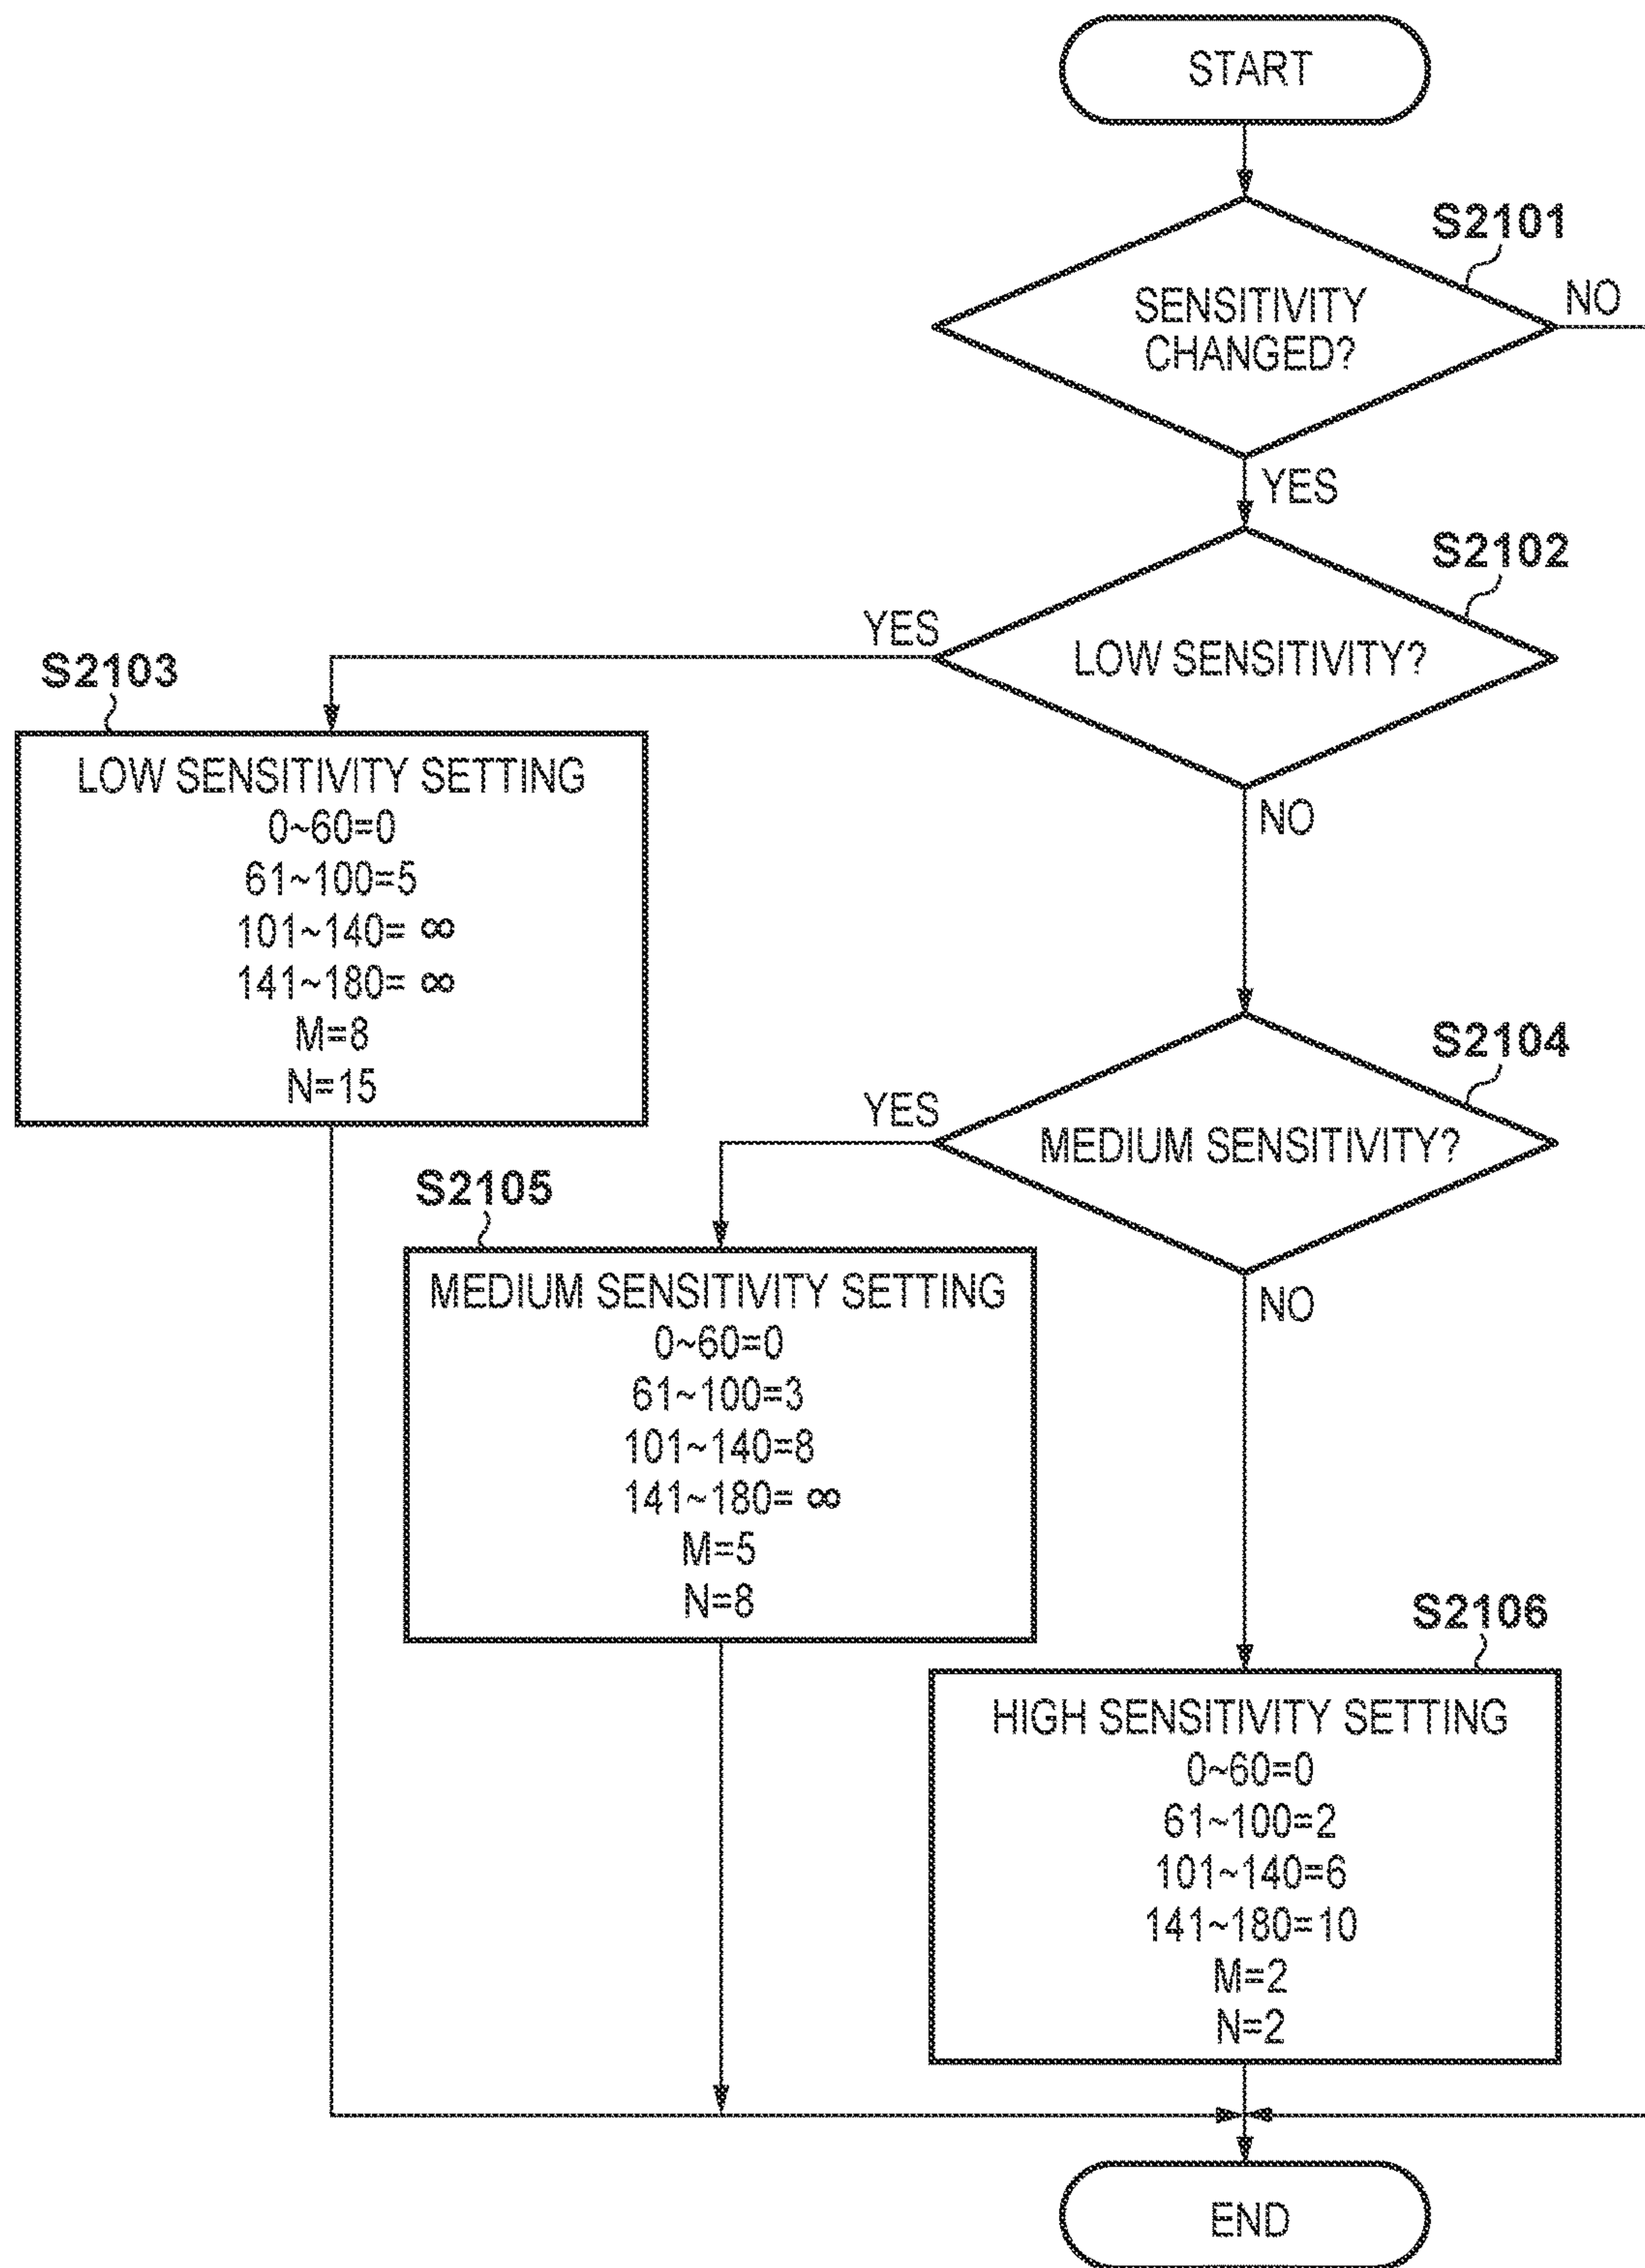 START
S2101
SENSITIVITY
CHANGED?
NO
YES
S2102
LOW SENSITIVITY?
YES
NO
S2103
LOW SENSITIVITY SETTING
0~60=0
61~100=5
101~140= ∞
141~180= ∞
M=8
N=15
S2104
MEDIUM SENSITIVITY?
YES
NO
S2105
MEDIUM SENSITIVITY SETTING
0~60=0
61~100=3
101~140=8
141~180= ∞
M=5
N=8
S2106
HIGH SENSITIVITY SETTING
0~60=0
61~100=2
101~140=6
141~180=10
M=2
N=2
END